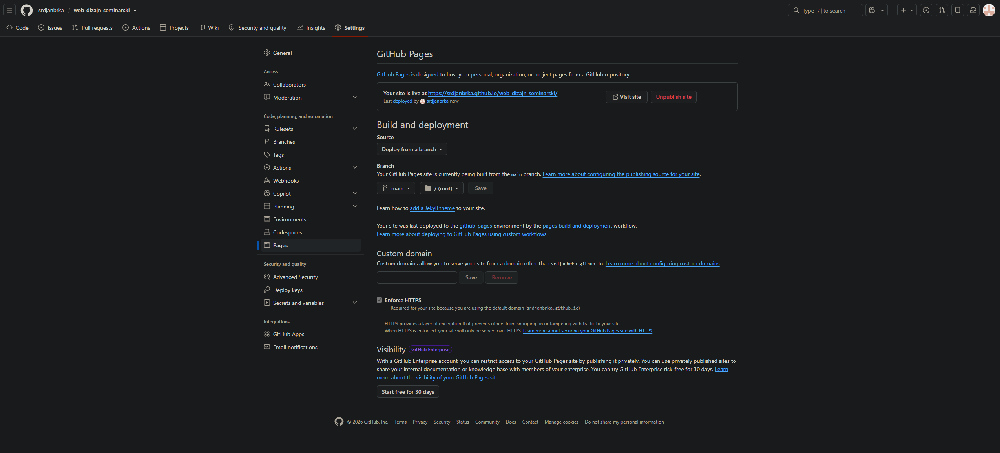 srdjanbrka / web-dizajn-seminarski
Type / to search
Code
Issues
Pull requests
Actions
Projects
Wiki
Security and quality
Insights
Settings
General
Access
Collaborators
Moderation
Code, planning, and automation
Rulesets
Branches
Tags
Actions
Webhooks
Copilot
Planning
Environments
Codespaces
Pages
Security and quality
Advanced Security
Deploy keys
Secrets and variables
Integrations
GitHub Apps
Email notifications
GitHub Pages
GitHub Pages is designed to host your personal, organization, or project pages from a GitHub repository.
Your site is live at https://srdjanbrka.github.io/web-dizajn-seminarski/
Last deployed by srdjanbrka now
Visit site
Unpublish site
Build and deployment
Source
Deploy from a branch
Branch
Your GitHub Pages site is currently being built from the main branch. Learn more about configuring the publishing source for your site.
main
/ (root)
Save
Learn how to add a Jekyll theme to your site.
Your site was last deployed to the github-pages environment by the pages build and deployment workflow.
Learn more about deploying to GitHub Pages using custom workflows
Custom domain
Custom domains allow you to serve your site from a domain other than srdjanbrka.github.io. Learn more about configuring custom domains.
Save
Remove
Enforce HTTPS
— Required for your site because you are using the default domain (srdjanbrka.github.io)
HTTPS provides a layer of encryption that prevents others from snooping on or tampering with traffic to your site.
When HTTPS is enforced, your site will only be served over HTTPS. Learn more about securing your GitHub Pages site with HTTPS.
Visibility GitHub Enterprise
With a GitHub Enterprise account, you can restrict access to your GitHub Pages site by publishing it privately. You can use privately published sites to
share your internal documentation or knowledge base with members of your enterprise. You can try GitHub Enterprise risk-free for 30 days. Learn
more about the visibility of your GitHub Pages site.
Start free for 30 days
© 2026 GitHub, Inc. Terms Privacy Security Status Community Docs Contact Manage cookies Do not share my personal information